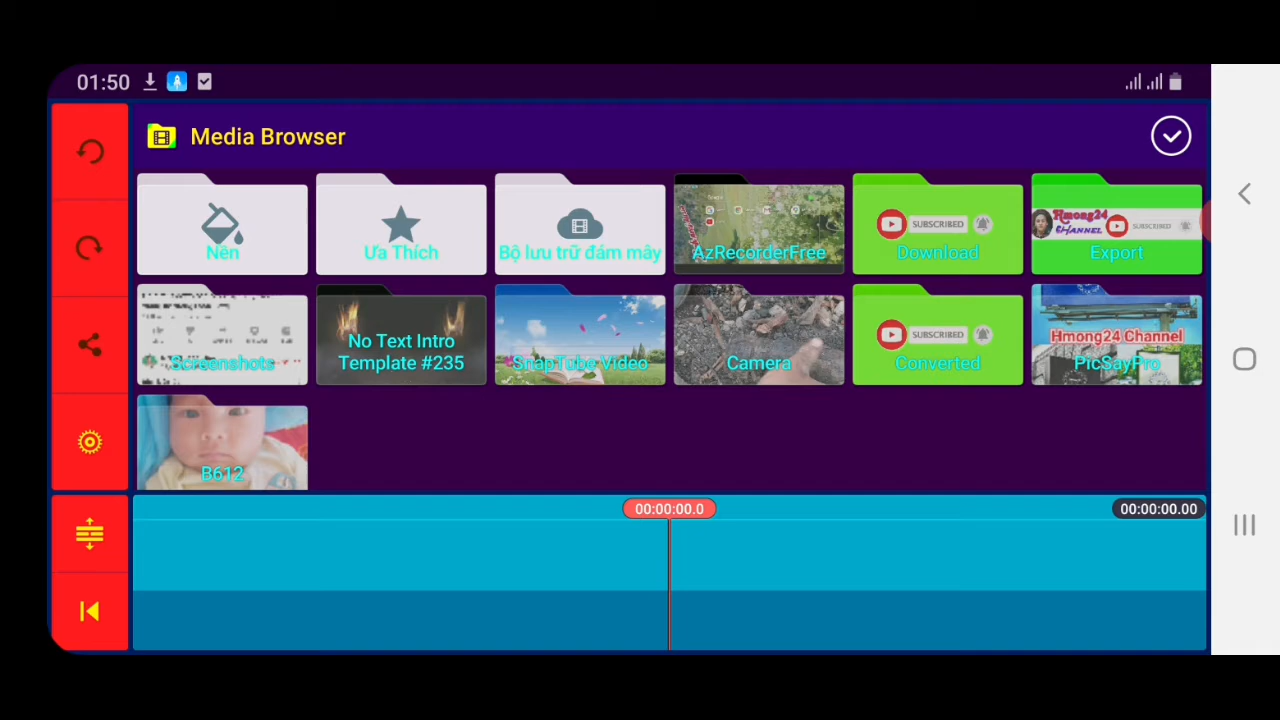 01:50
Media Browser
Nền
Ưa Thích
SUBSCRIBED
Bộ lưu trữ đám mây
AzRecorderFree
Download
Hmong24
CHANNEL
SUBSCRIBED
Export
Screenshots
No Text Intro
Template #235
SnapTube Video
Camera
SUBSCRIBED
Converted
Hmong24 Channel
PicSayPro
B612
00:00:00.0
00:00:00.00